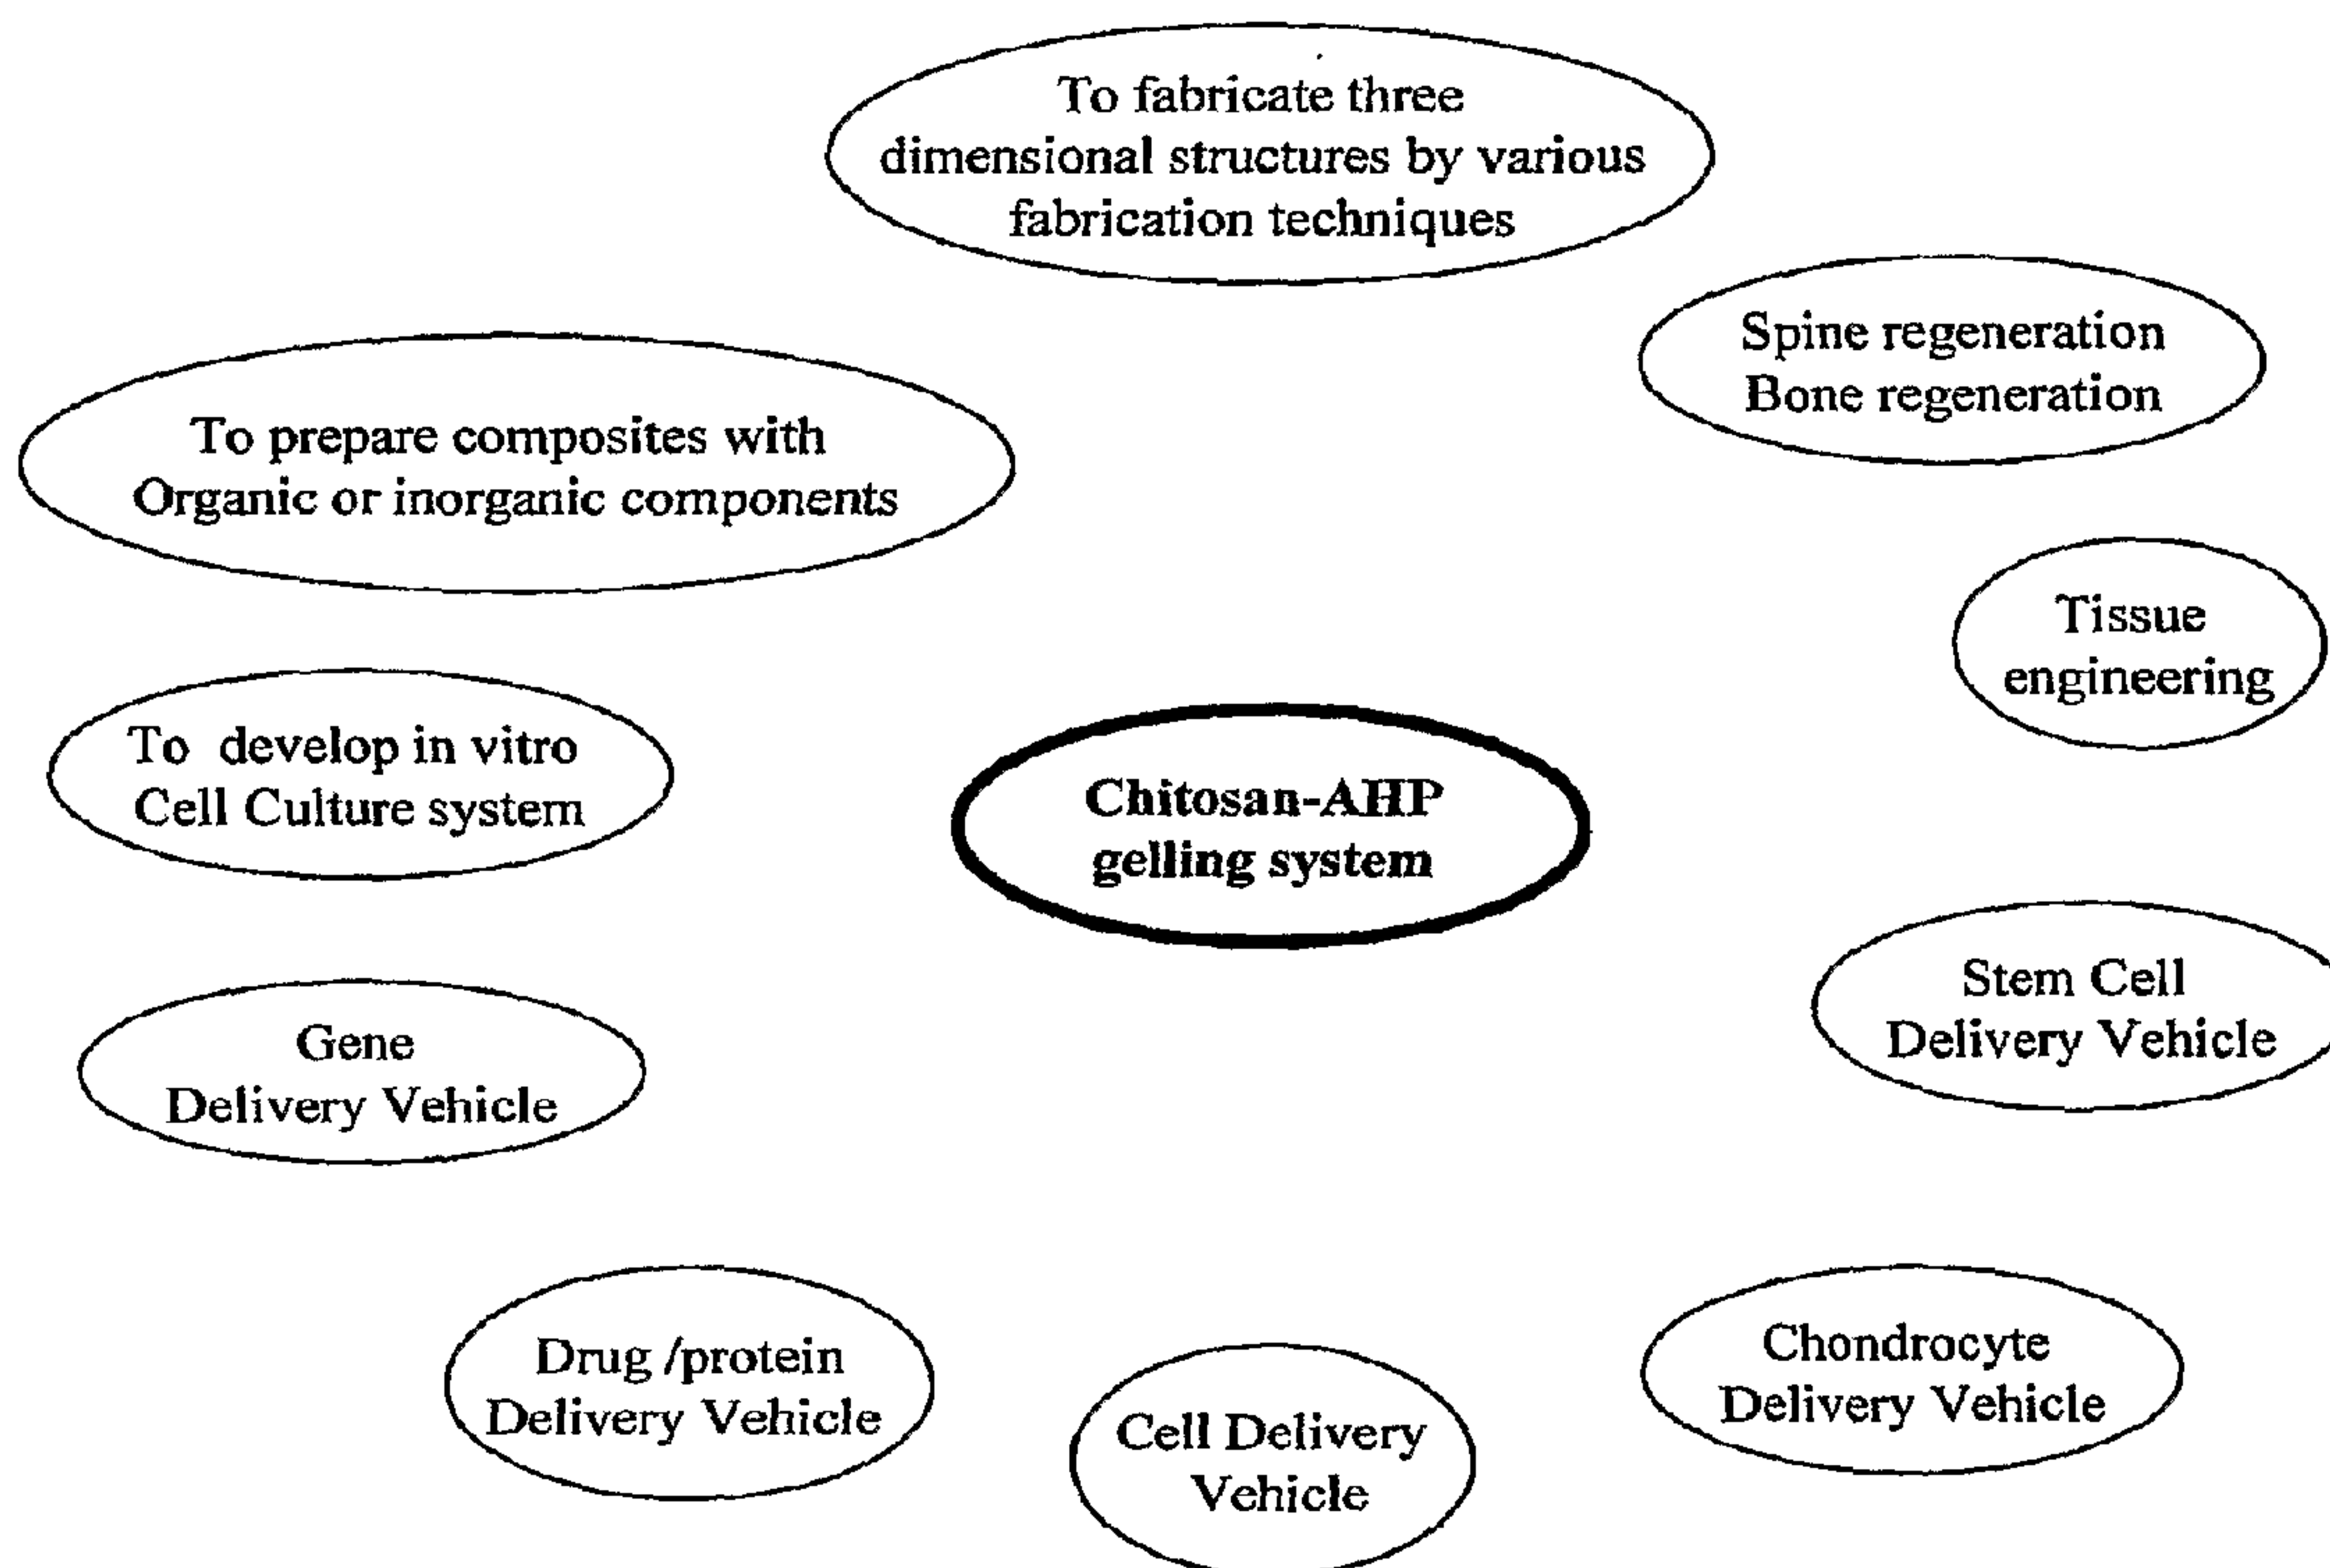 To fabricate three
dimensional structures by various
fabrication techniques
Spine regeneration
Bone regeneration
To prepare composites with
Organic or inorganic components
Tissue
engineering
To develop in vitro
Cell Culture system
Chitosan-AHP
gelling system
Stem Cell
Delivery Vehicle
Gene
Delivery Vehicle
Drug /protein
Delivery Vehicle
Cell Delivery
Vehicle
Chondrocyte
Delivery Vehicle